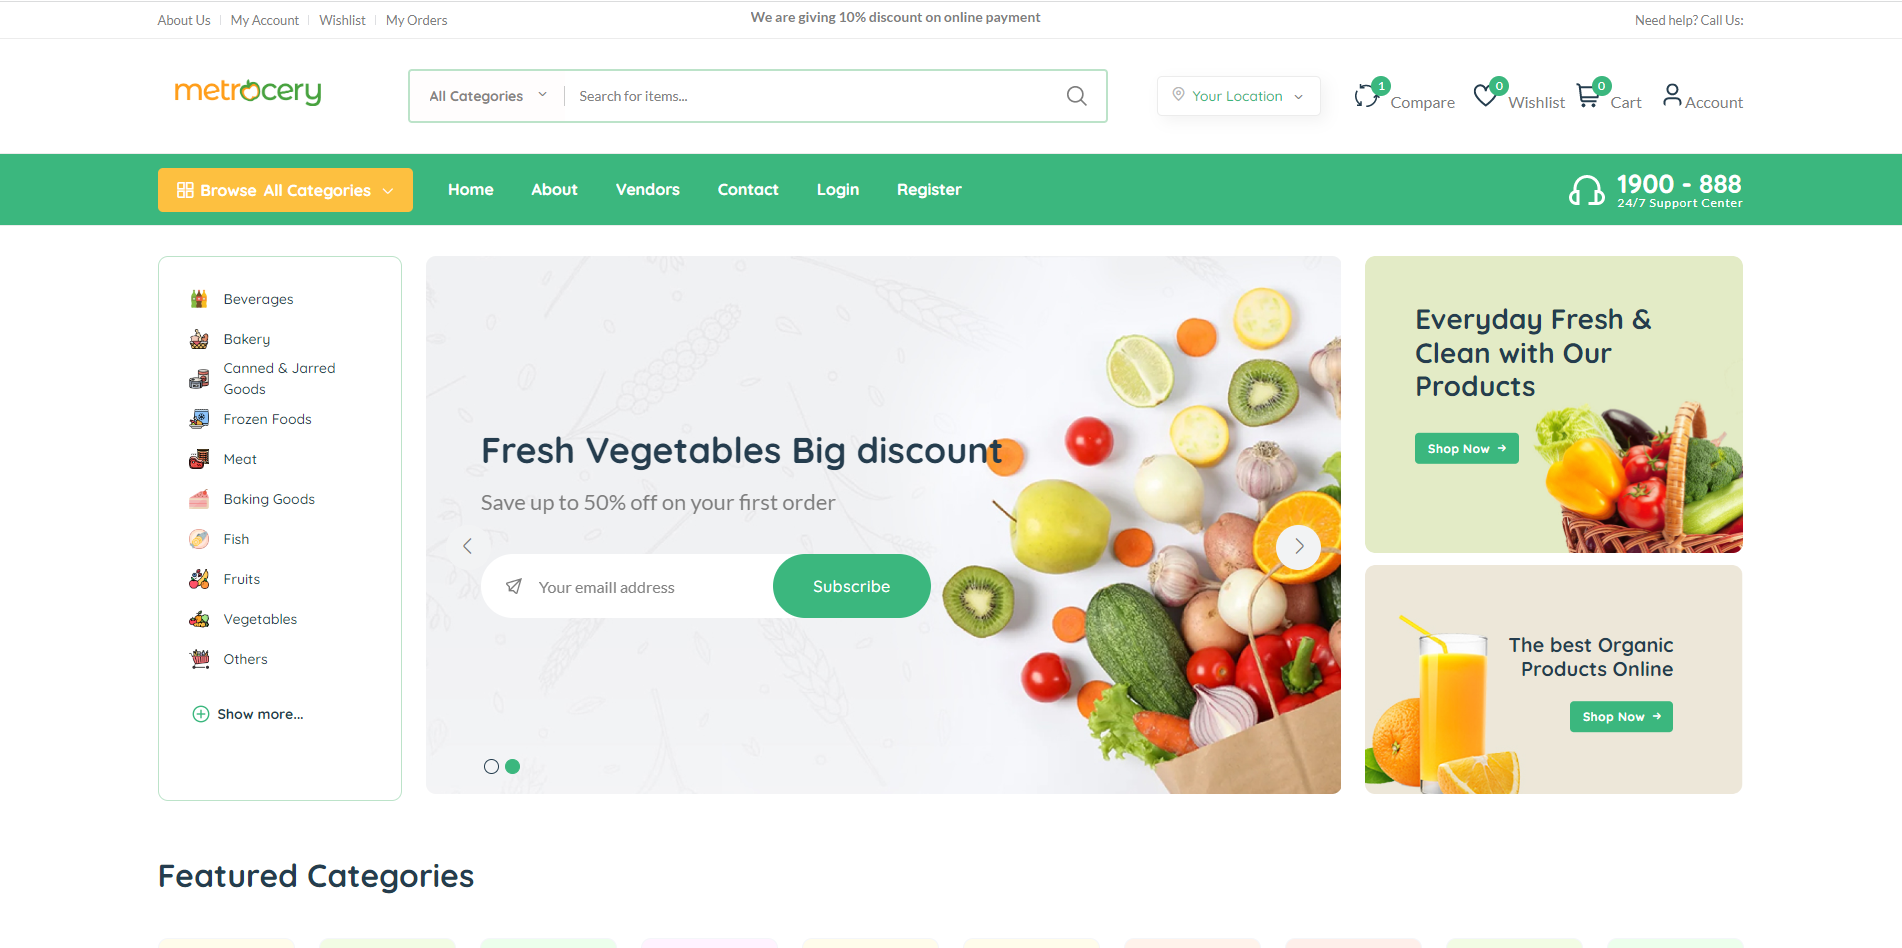 About Us
My Account
Wishlist
My Orders
We are giving 10% discount on online payment
Need help? Call Us:
metrocery
All Categories
Search for items...
Your Location
1
Compare
0
Wishlist
0
Cart
Account
Browse All Categories
Home
About
Vendors
Contact
Login
Register
1900 - 888
24/7 Support Center
Beverages
Bakery
Canned & Jarred
Goods
Frozen Foods
Meat
Baking Goods
Fish
Fruits
Vegetables
Others
Show more...
Fresh Vegetables Big discount
Save up to 50% off on your first order
Your emaill address
Subscribe
Everyday Fresh &
Clean with Our
Products
Shop Now
The best Organic
Products Online
Shop Now
Featured Categories